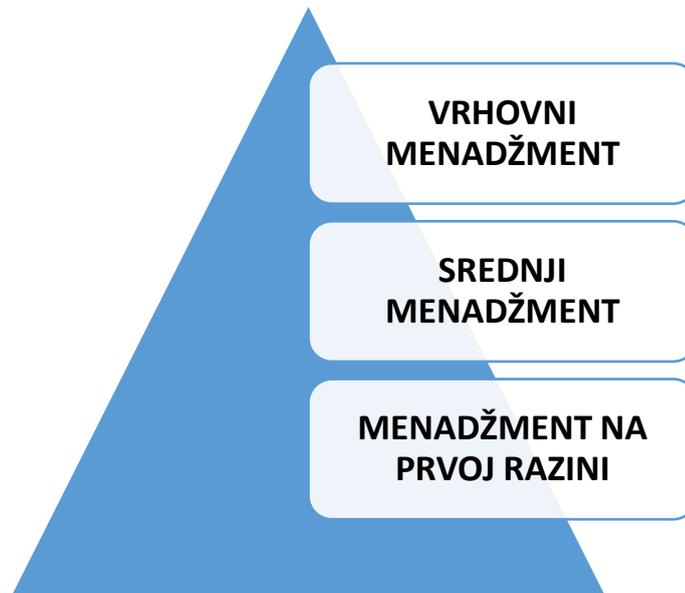 VRHOVNI
MENADŽMENT
SREDNJI
MENADŽMENT
MENADŽMENT NA
PRVOJ RAZINI